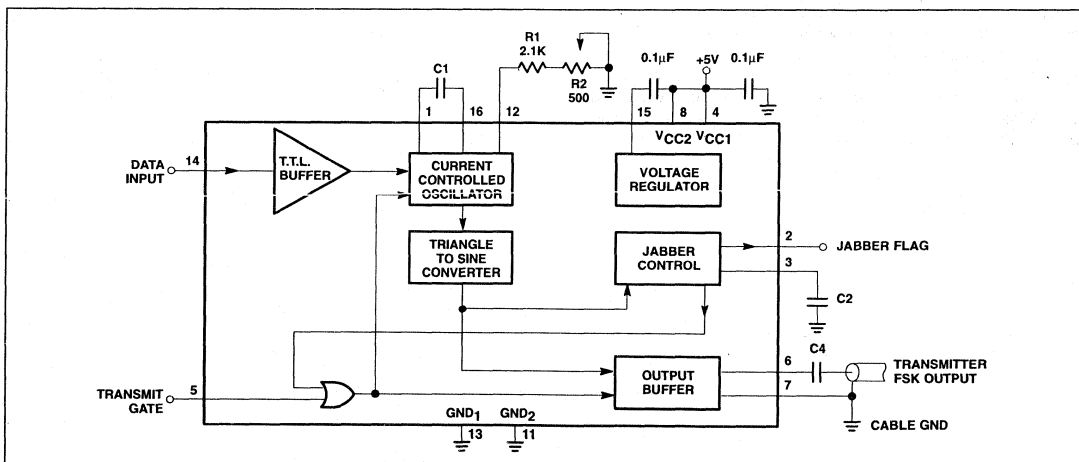 R1
2.1K
R2
500
C1
1
16
12
0.1µF
+5V
0.1µF
15
8
4
VCC2
VCC1
DATA
INPUT
14
T.T.L.
BUFFER
CURRENT
CONTROLLED
OSCILLATOR
VOLTAGE
REGULATOR
TRIANGLE
TO SINE
CONVERTER
JABBER
CONTROL
2
JABBER FLAG
3
C2
OUTPUT
BUFFER
6
C4
7
TRANSMITTER
FSK OUTPUT
CABLE GND
TRANSMIT
GATE
5
GND1
GND2
13
11